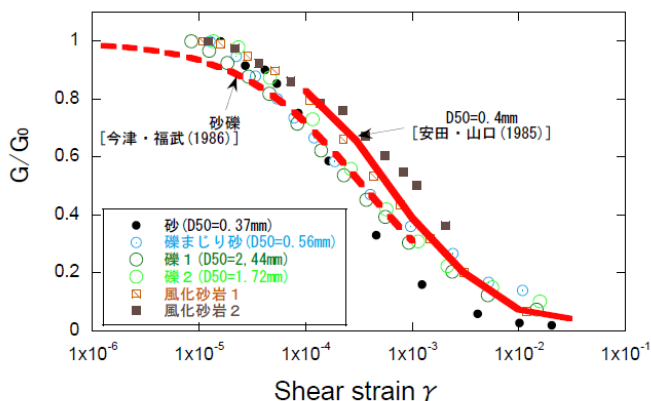 G/G0
1
0.8
0.6
0.4
0.2
0
砂礫
[今津・福武(1986)]
D50=0.4mm
[安田・山口(1985)]
砂(D50=0.37mm)
礫まじり砂(D50=0.56mm)
礫1(D50=2,44mm)
礫2(D50=1.72mm)
風化砂岩1
風化砂岩2
1x10-6
1x10-5
1x10-4
1x10-3
1x10-2
1x10-1
Shear strain γ